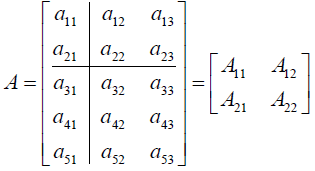 a11 a12 a13
a21 a22 a23
A = a31 a32 a33 = A11 A12
a41 a42 a43 A21 A22
a51 a52 a53